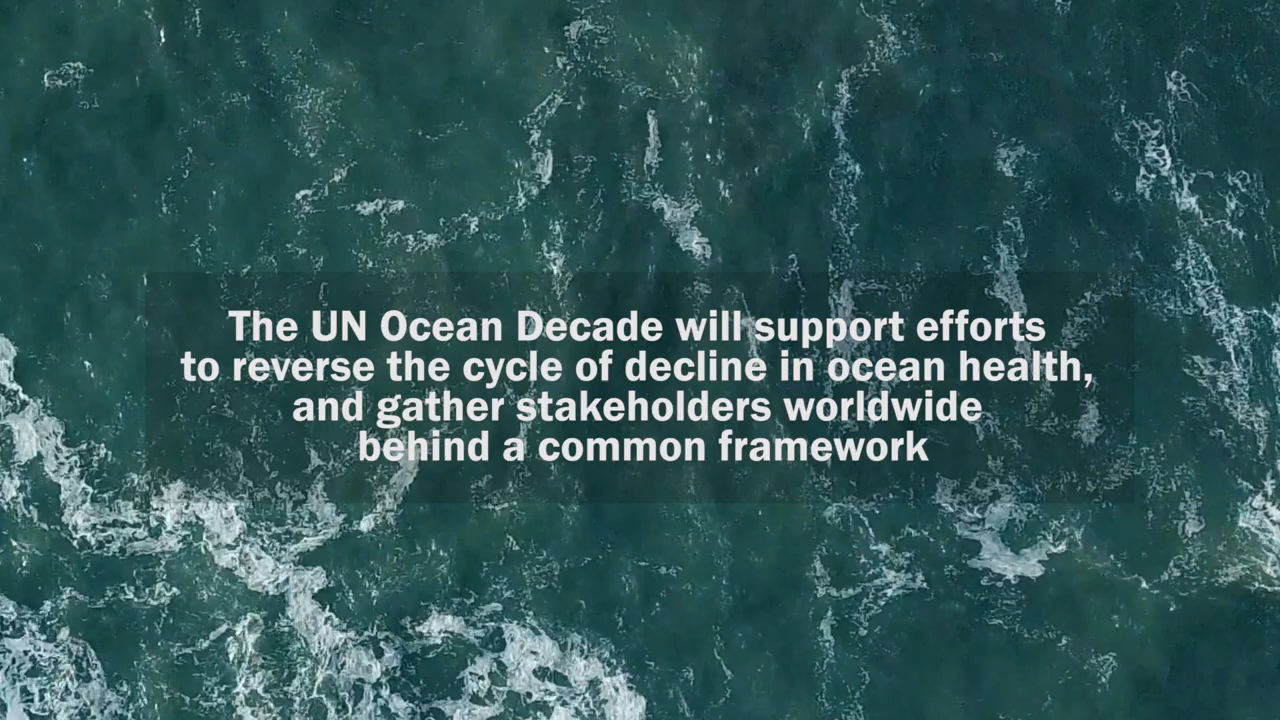 The UN Ocean Decade will support efforts
to reverse the cycle of decline in ocean health,
and gather stakeholders worldwide
behind a common framework